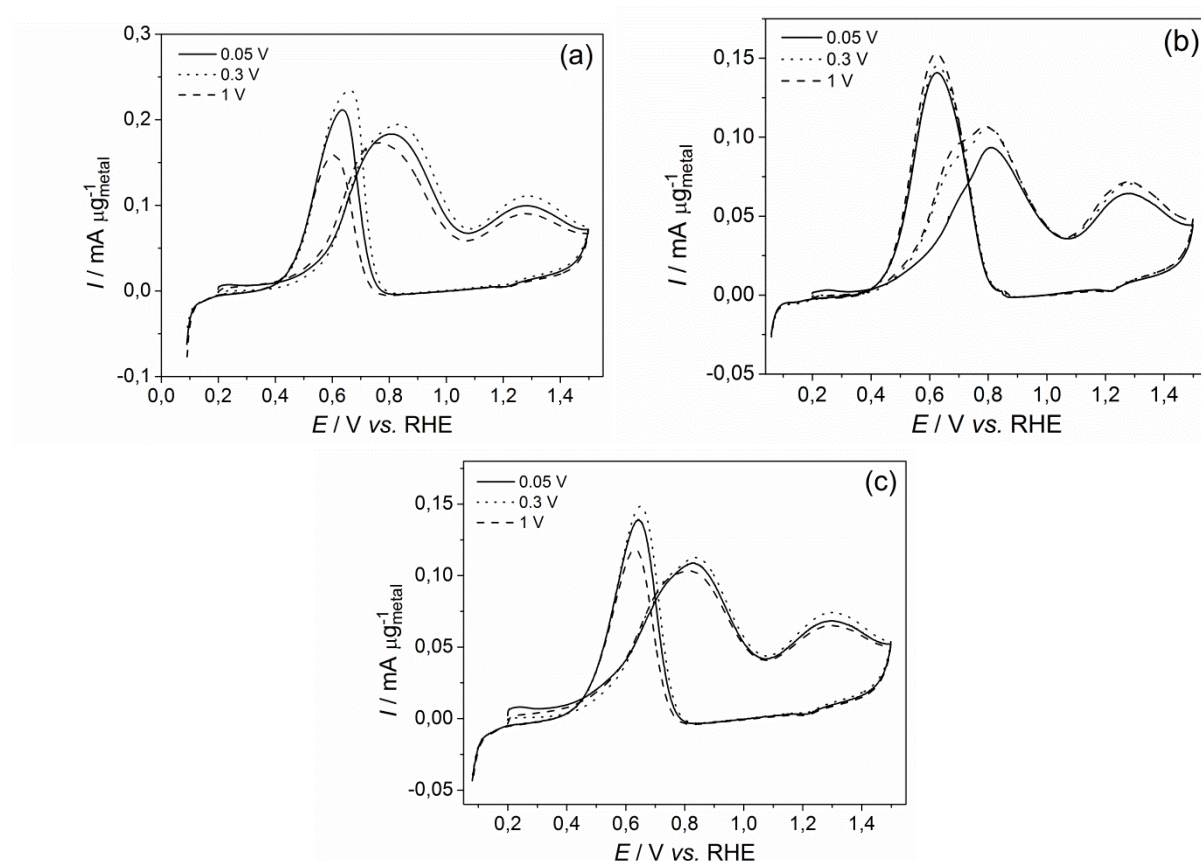 (a)
0.05 V
0.3 V
1 V
0,3
0,2
0,1
0,0
-0,1
I / mA μg⁻¹metal
0,0 0,2 0,4 0,6 0,8 1,0 1,2 1,4
E / V vs. RHE
(b)
0.05 V
0.3 V
1 V
0,15
0,10
0,05
0,00
-0,05
I / mA μg⁻¹metal
0,2 0,4 0,6 0,8 1,0 1,2 1,4
E / V vs. RHE
(c)
0.05 V
0.3 V
1 V
0,15
0,10
0,05
0,00
-0,05
I / mA μg⁻¹metal
0,2 0,4 0,6 0,8 1,0 1,2 1,4
E / V vs. RHE